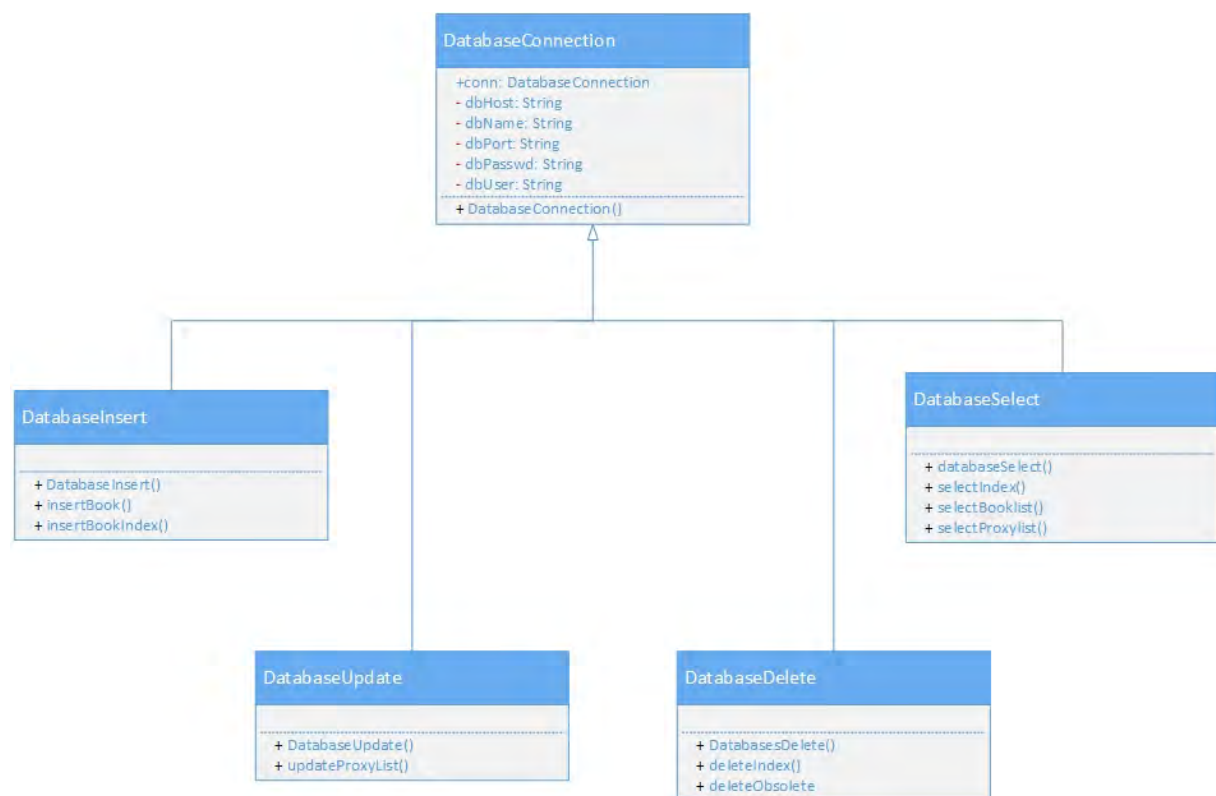 DatabaseConnection
+conn: DatabaseConnection
- dbHost: String
- dbName: String
- dbPort: String
- dbPasswd: String
- dbUser: String
+ DatabaseConnection()
DatabaseInsert
+ DatabaseInsert()
+ insertBook()
+ insertBookIndex()
DatabaseSelect
+ databaseSelect()
+ selectIndex()
+ selectBooklist()
+ selectProxylist()
DatabaseUpdate
+ DatabaseUpdate()
+ updateProxyList()
DatabaseDelete
+ DatabasesDelete()
+ deleteIndex()
+ deleteObsolete